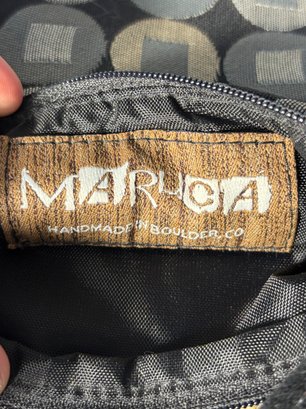 MARUCA
HANDMADE IN BOULDER, CO